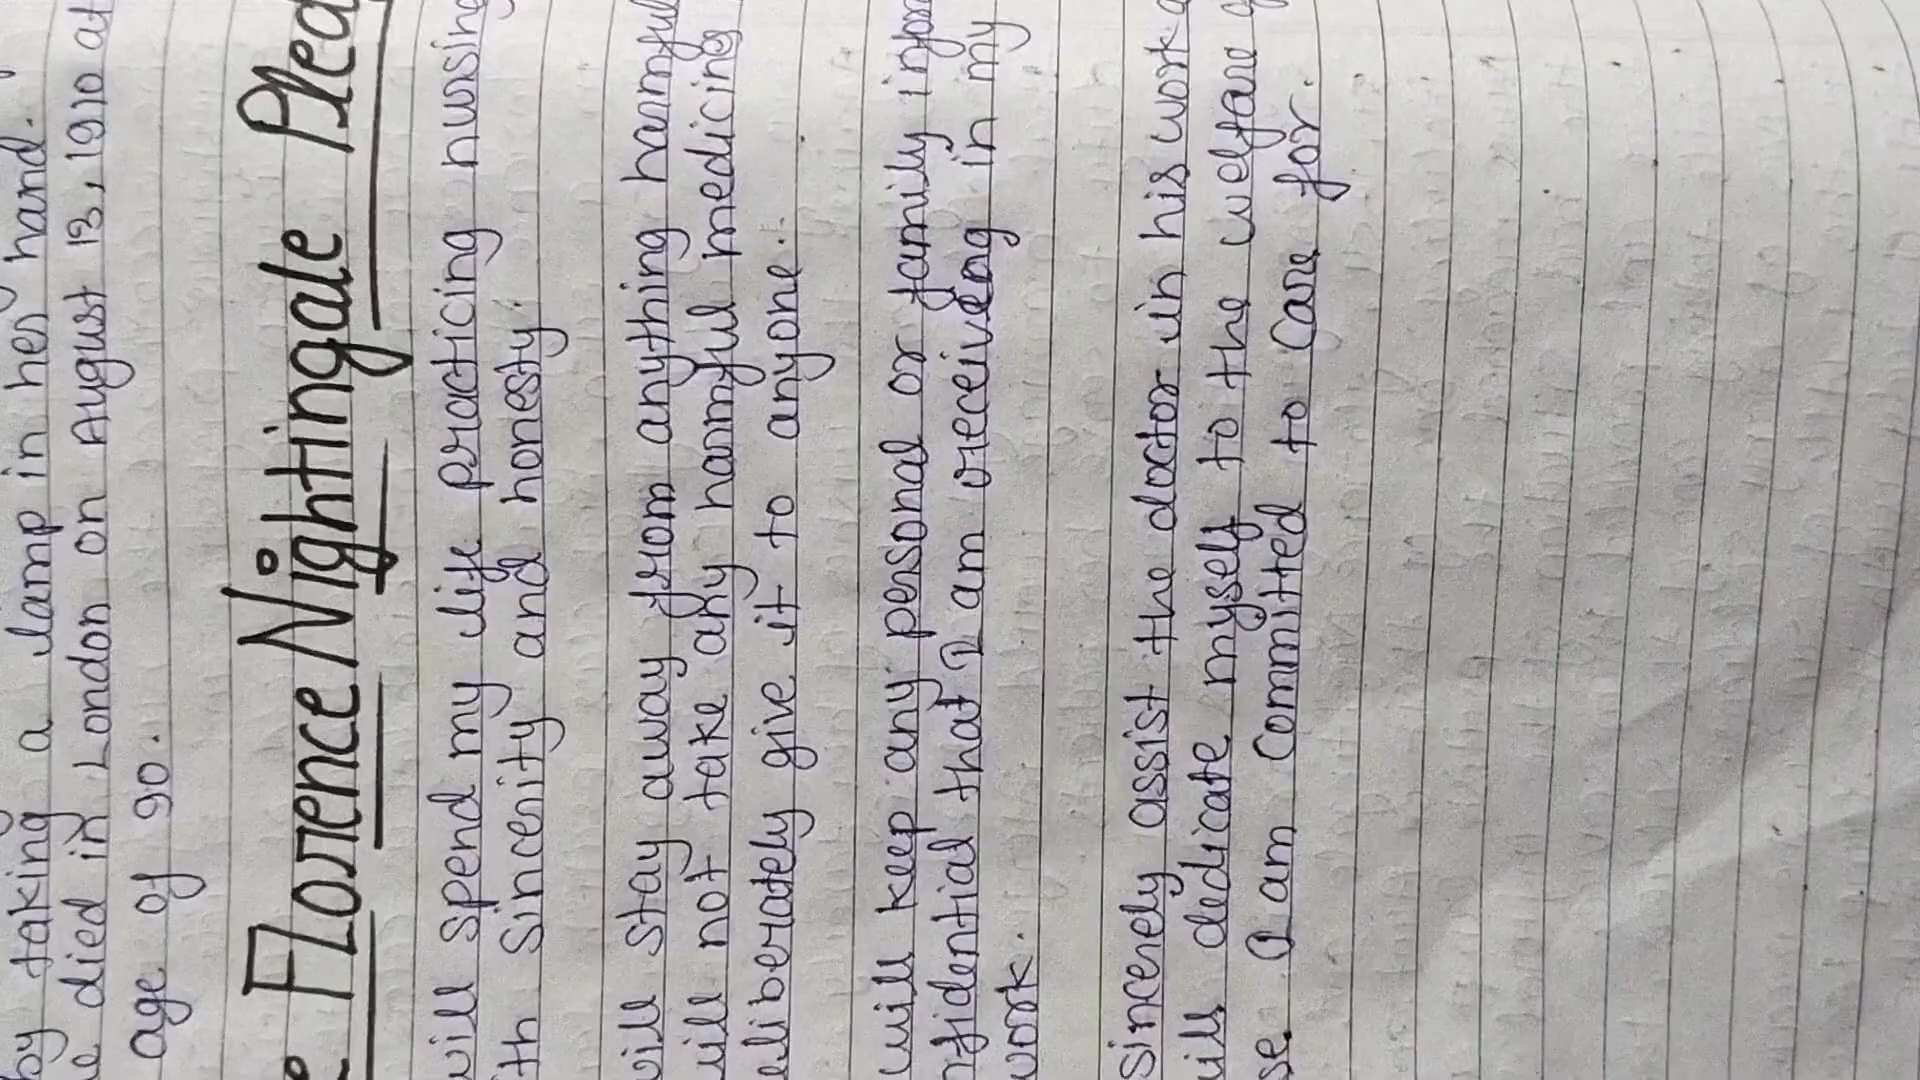 by taking a lamp in her hand.
e died in London on August 13, 1910 at
age of 90.
e Florence Nightingale Pled
will spend my life practicing nursing
th Sincerity and honesty.
will stay away from anything harmful
will not take any harmful medicine
eliberately give it to anyone.
will keep any personal or family infor
nfidential that I am receiveing in my
work.
Sincerely assist the doctor in his work a
will dedicate myself to the welfare of
se I am Committed to Care for.